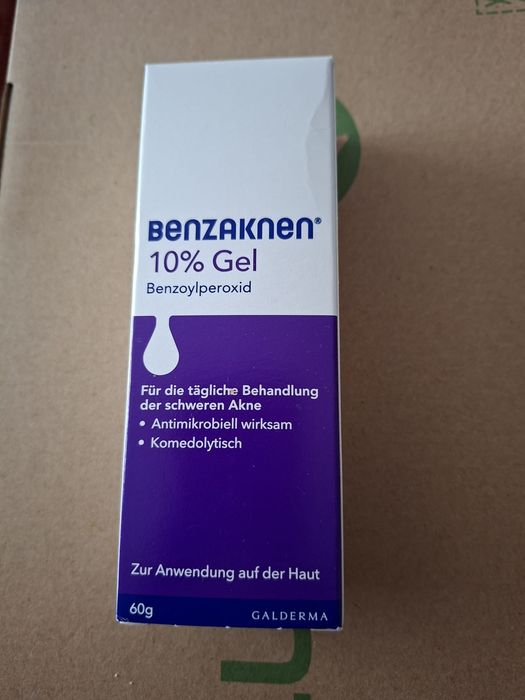 BENZAKNEN®
10% Gel
Benzoylperoxid
Für die tägliche Behandlung
der schweren Akne
• Antimikrobiell wirksam
• Komedolytisch
Zur Anwendung auf der Haut
60g
GALDERMA